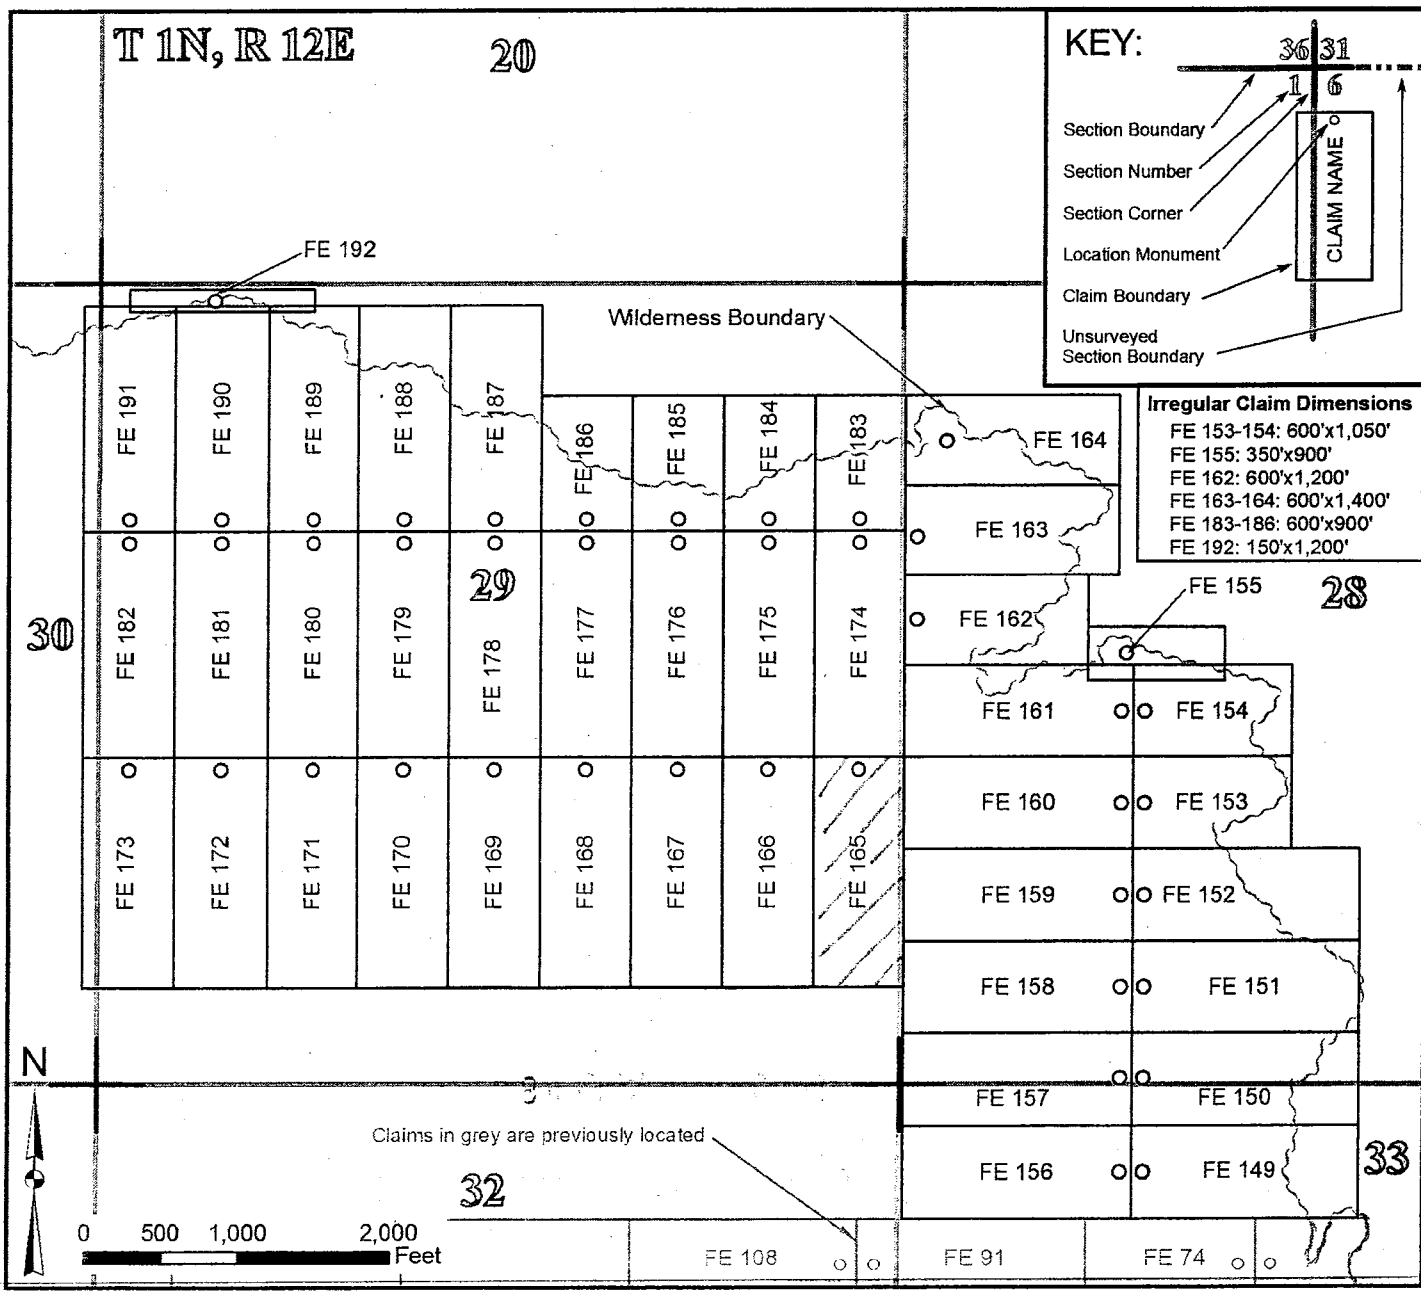 T 1N, R 12E
20
KEY:
36 31
1 6
Section Boundary
Section Number
Section Corner
Location Monument
Claim Boundary
Unsurveyed
Section Boundary
CLAIM NAME
FE 192
Wilderness Boundary
Irregular Claim Dimensions
FE 153-154: 600'x1,050'
FE 155: 350'x900'
FE 162: 600'x1,200'
FE 163-164: 600'x1,400'
FE 183-186: 600'x900'
FE 192: 150'x1,200'
FE 191
FE 190
FE 189
FE 188
FE 187
FE 186
FE 185
FE 184
FE 183
FE 164
FE 163
29
28
30
FE 155
FE 162
FE 182
FE 181
FE 180
FE 179
FE 178
FE 177
FE 176
FE 175
FE 174
FE 161
FE 154
FE 160
FE 153
FE 173
FE 172
FE 171
FE 170
FE 169
FE 168
FE 167
FE 166
FE 165
FE 159
FE 152
FE 158
FE 151
N
FE 157
FE 150
Claims in grey are previously located
32
FE 156
FE 149
33
0 500 1,000 2,000
Feet
FE 108
FE 91
FE 74